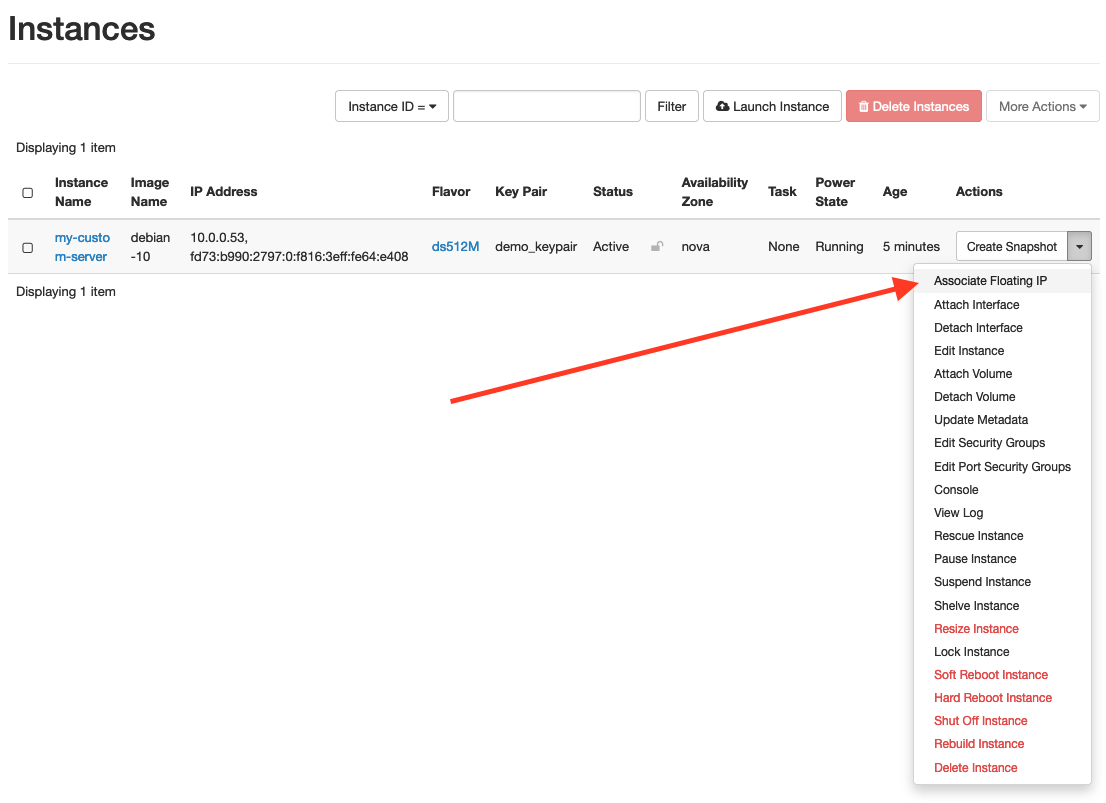 Instances
Instance ID =
Filter
Launch Instance
Delete Instances
More Actions
Displaying 1 item
Instance Name
Image Name
IP Address
Flavor
Key Pair
Status
Availability Zone
Task
Power State
Age
Actions
my-custo
m-server
debian
-10
10.0.0.53,
fd73:b990:2797:0:f816:3eff:fe64:e408
ds512M
demo_keypair
Active
nova
None
Running
5 minutes
Create Snapshot
Displaying 1 item
Associate Floating IP
Attach Interface
Detach Interface
Edit Instance
Attach Volume
Detach Volume
Update Metadata
Edit Security Groups
Edit Port Security Groups
Console
View Log
Rescue Instance
Pause Instance
Suspend Instance
Shelve Instance
Resize Instance
Lock Instance
Soft Reboot Instance
Hard Reboot Instance
Shut Off Instance
Rebuild Instance
Delete Instance